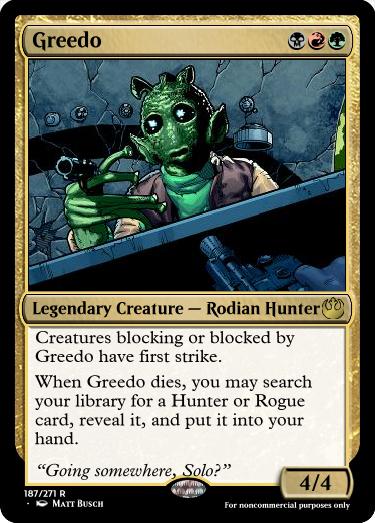 Greedo
Legendary Creature — Rodian Hunter
Creatures blocking or blocked by
Greedo have first strike.
When Greedo dies, you may search
your library for a Hunter or Rogue
card, reveal it, and put it into your
hand.
“Going somewhere, Solo?”
4/4
187/271 R
· MATT BUSCH
For noncommercial purposes only